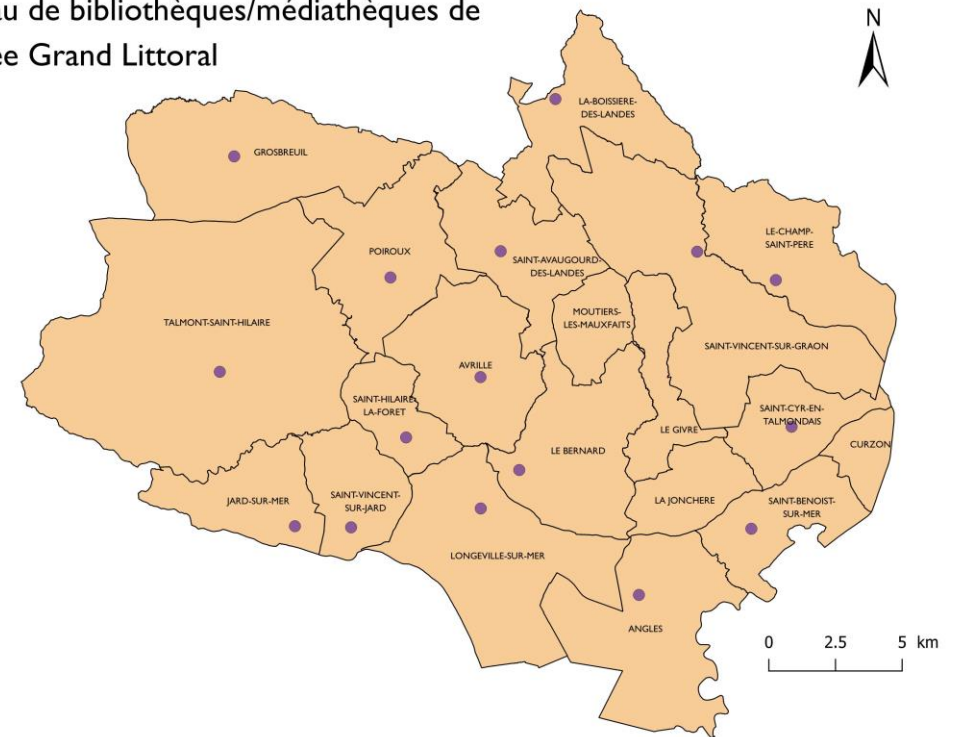 au de bibliothèques/médiathèques de
ee Grand Littoral
N
LA-BOISSIERE-
DES-LANDES
GROSBREUIL
LE-CHAMP-
SAINT-PERE
POIROUX
SAINT-AVAUGOURD-
DES-LANDES
MOUTIERS-
LES-MAUXFAITS
TALMONT-SAINT-HILAIRE
SAINT-VINCENT-SUR-GRAON
AVRILLE
SAINT-HILAIRE-
LA-FORET
SAINT-CYR-EN-
TALMONDAIS
LE GIVRE
CURZON
LE BERNARD
JARD-SUR-MER
SAINT-VINCENT-
SUR-JARD
LA JONCHERE
SAINT-BENOIST-
SUR-MER
LONGEVILLE-SUR-MER
ANGLES
0 2.5 5 km